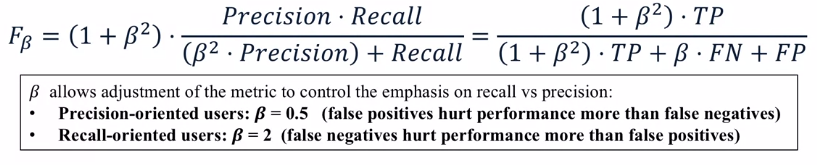 F_β = (1 + β²) · Precision · Recall / ((β² · Precision) + Recall) = (1 + β²) · TP / ((1 + β²) · TP + β · FN + FP)
β allows adjustment of the metric to control the emphasis on recall vs precision:
• Precision-oriented users: β = 0.5 (false positives hurt performance more than false negatives)
• Recall-oriented users: β = 2 (false negatives hurt performance more than false positives)